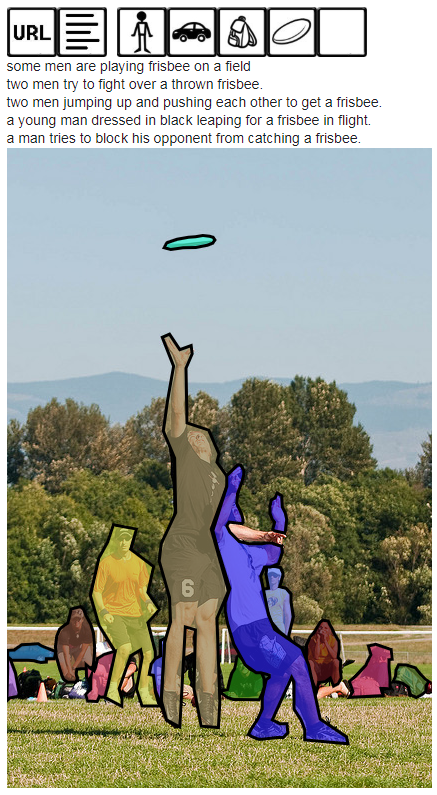 URL
some men are playing frisbee on a field
two men try to fight over a thrown frisbee.
two men jumping up and pushing each other to get a frisbee.
a young man dressed in black leaping for a frisbee in flight.
a man tries to block his opponent from catching a frisbee.
6